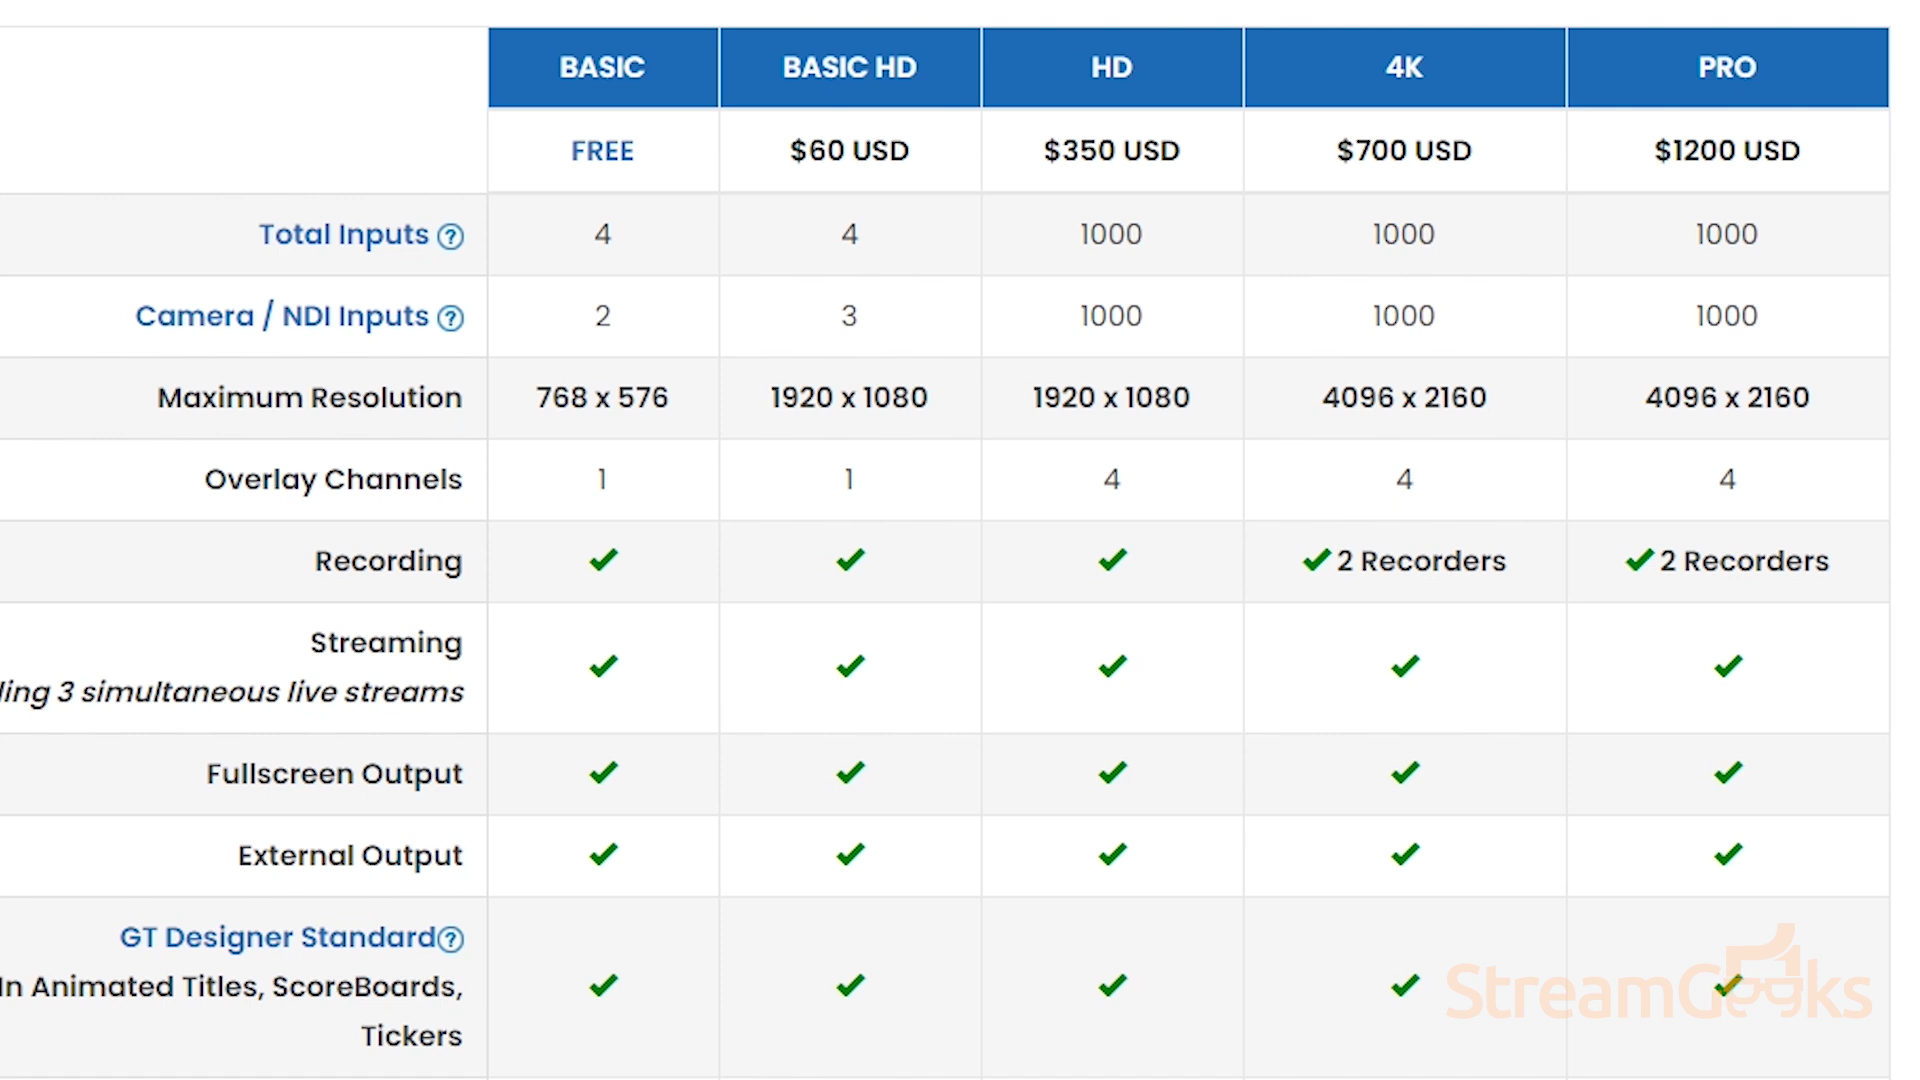 BASIC BASIC HD HD 4K PRO
FREE $60 USD $350 USD $700 USD $1200 USD
Total Inputs ? 4 4 1000 1000 1000
Camera / NDI Inputs ? 2 3 1000 1000 1000
Maximum Resolution 768 x 576 1920 x 1080 1920 x 1080 4096 x 2160 4096 x 2160
Overlay Channels 1 1 4 4 4
Recording ✔ ✔ ✔ ✔ 2 Recorders ✔ 2 Recorders
Streaming
3 simultaneous live streams ✔ ✔ ✔ ✔ ✔
Fullscreen Output ✔ ✔ ✔ ✔ ✔
External Output ✔ ✔ ✔ ✔ ✔
GT Designer Standard ?
In Animated Titles, ScoreBoards, ✔ ✔ ✔ ✔ ✔
Tickers
StreamGeeks